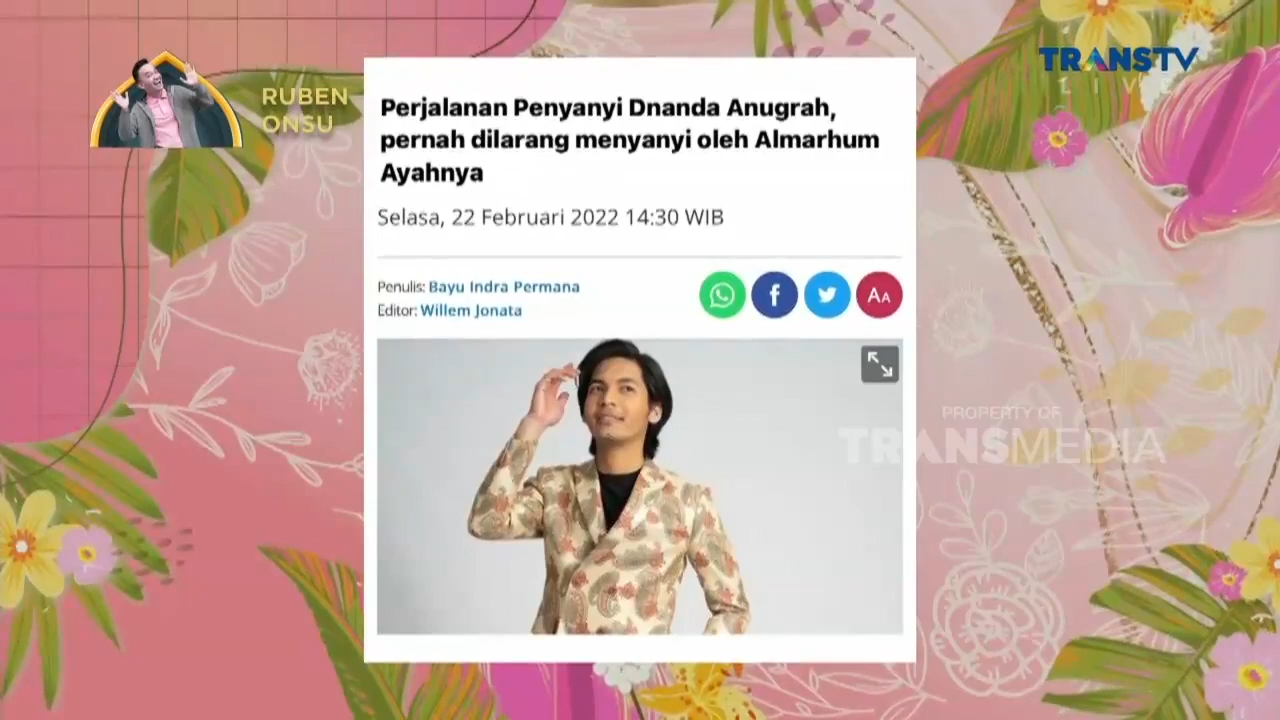 RUBEN
ONSU
TRANSTV
LIVE
Perjalanan Penyanyi Dnanda Anugrah,
pernah dilarang menyanyi oleh Almarhum
Ayahnya
Selasa, 22 Februari 2022 14:30 WIB
Penulis: Bayu Indra Permana
Editor: Willem Jonata
AA
PROPERTY OF
TRANSMEDIA